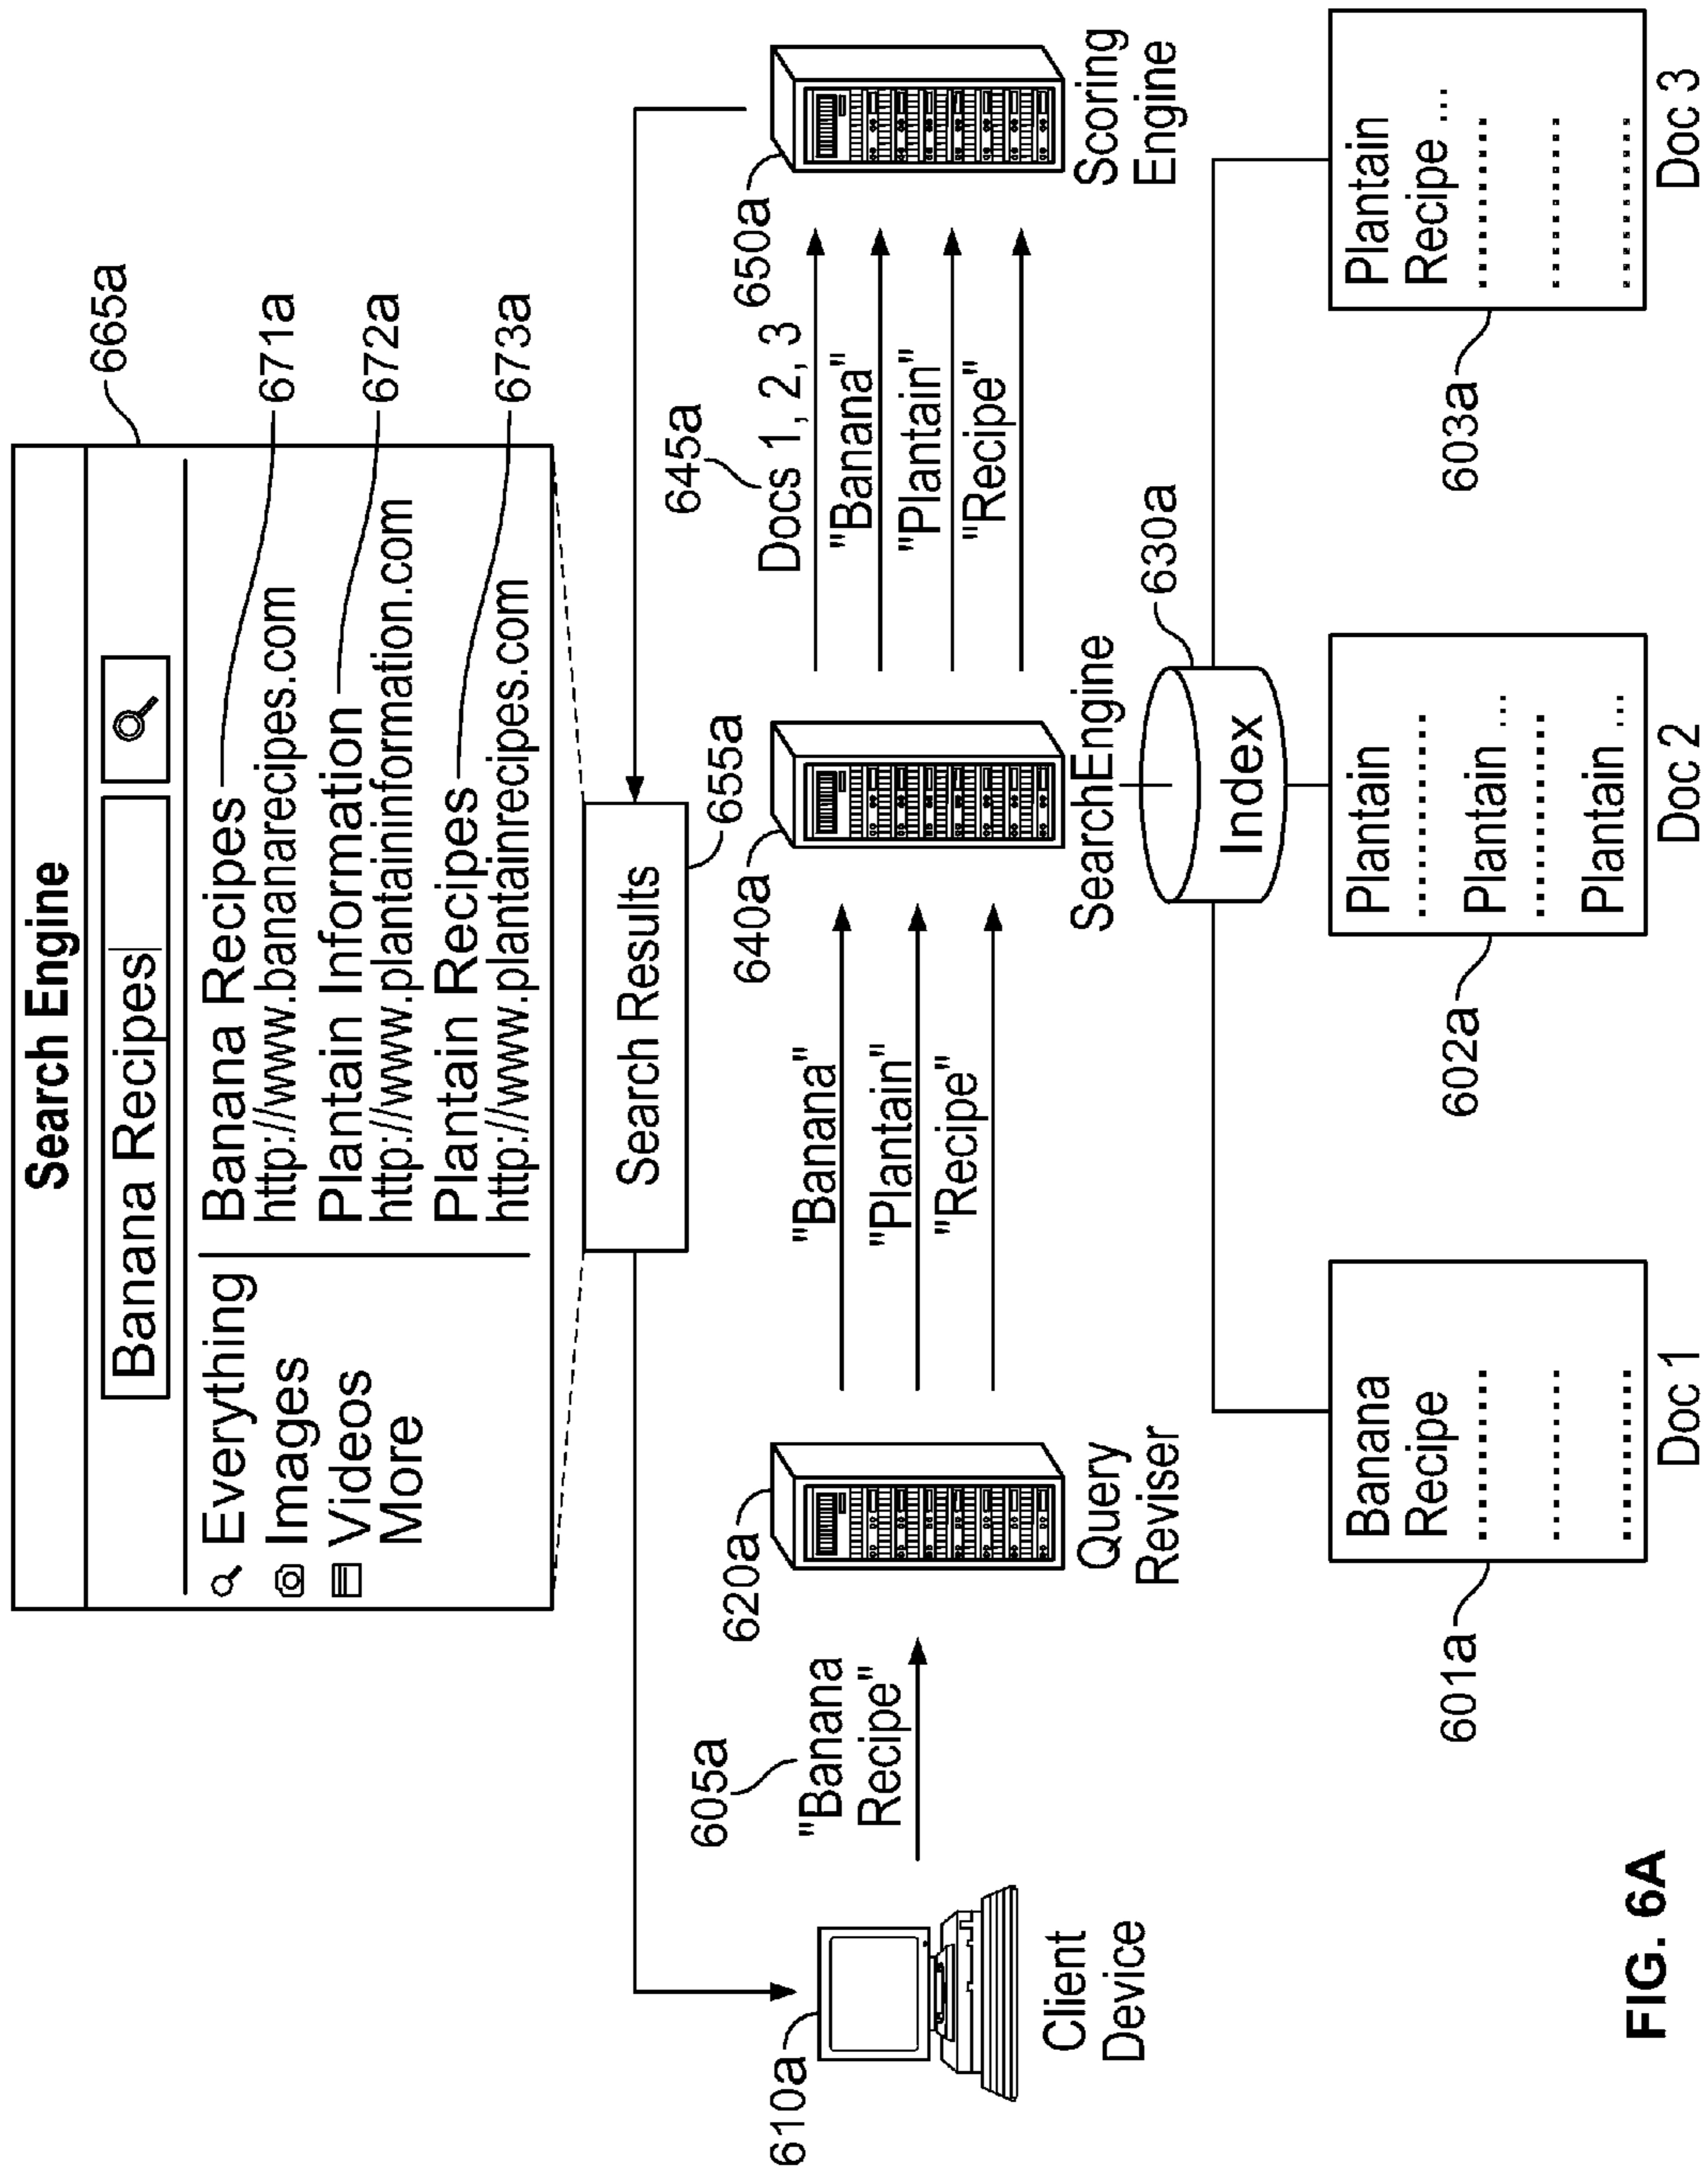 Search Engine
665a
Banana Recipes
Everything
Images
Videos
More
Banana Recipes
671a
http://www.bananarecipes.com
Plantain Information
672a
http://www.plantaininformation.com
Plantain Recipes
673a
http://www.plantainrecipes.com
Search Results
655a
605a
"Banana
Recipe"
610a
Client
Device
620a
Query
Reviser
"Banana"
"Plantain"
"Recipe"
640a
SearchEngine
645a
Docs 1, 2, 3
"Banana"
"Plantain"
"Recipe"
650a
Scoring
Engine
630a
Index
601a
Banana
Recipe
..............
.........
..............
Doc 1
602a
Plantain
................
Plantain ...
..............
Plantain ...
Doc 2
603a
Plantain
Recipe ...
..............
.........
..............
Doc 3
FIG. 6A